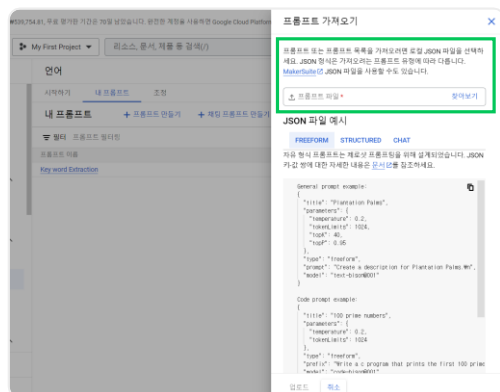 ₩539,754.81, 무료 평가판 기간은 70일 남았습니다. 완전한 계정을 사용하면 Google Cloud Platform
My First Project
리소스, 문서, 제품 등 검색(/)
언어
시작하기 내 프롬프트 조정
내 프롬프트 + 프롬프트 만들기 + 채팅 프롬프트 만들기
필터 프롬프트 필터링
프롬프트 이름
Key word Extraction
프롬프트 가져오기
프롬프트 또는 프롬프트 목록을 가져오려면 로컬 JSON 파일을 선택하
세요. JSON 형식은 가져오려는 프롬프트 유형에 따라 다릅니다.
MakerSuite JSON 파일을 사용할 수도 있습니다.
프롬프트 파일 * 찾아보기
JSON 파일 예시
FREEFORM STRUCTURED CHAT
자유 형식 프롬프트는 제로샷 프롬프팅을 위해 설계되었습니다. JSON
키-값 쌍에 대한 자세한 내용은 문서를 참조하세요.
General prompt example:
{
"title": "Plantation Palms",
"parameters": {
"temperature": 0.2,
"tokenLimits": 1024,
"topK": 40,
"topP": 0.95
},
"type": "freeform",
"prompt": "Create a description for Plantation Palms.₩n",
"model": "text-bison@001"
}
Code prompt example:
{
"title": "100 prime numbers",
"parameters": {
"temperature": 0.2,
"tokenLimits": 1024
},
"type": "freeform",
"prefix": "Write a c program that prints the first 100 prime
"model": "code-bison@001"
업로드 취소